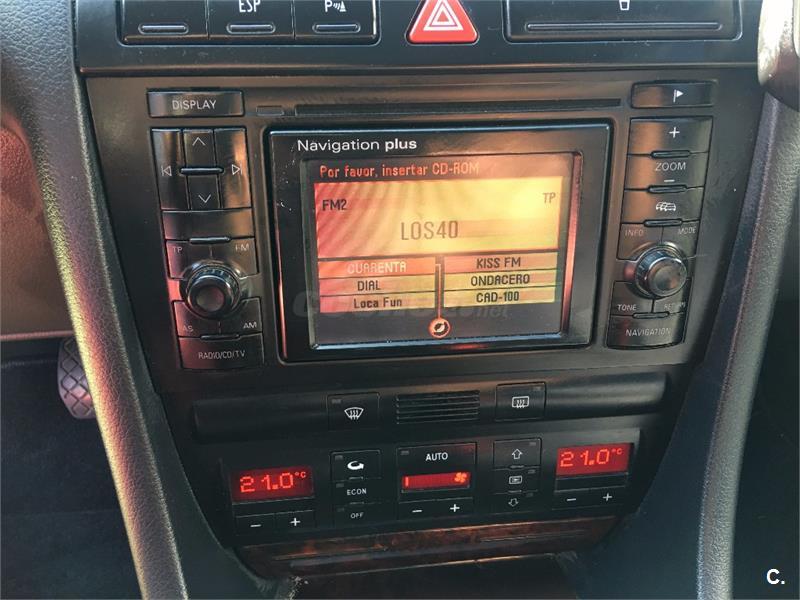 ESP
P
DISPLAY
Navigation plus
Por favor, insertar CD-ROM
FM2
TP
LOS40
CUARENTA
KISS FM
DIAL
ONDACERO
Loca Fun
CAD-100
TP
FM
AS
AM
RADIO/CD/TV
+
ZOOM
−
INFO
MODE
TONE
RETURN
NAVIGATION
21.0°C
AUTO
ECON
OFF
21.0°C
− +
− +
− +
C.